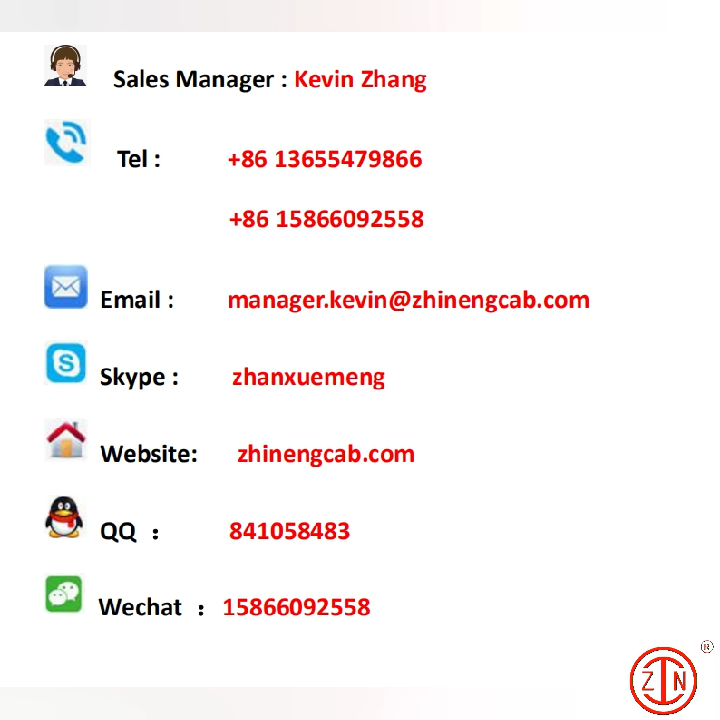 Sales Manager : Kevin Zhang
Tel : +86 13655479866
+86 15866092558
Email : manager.kevin@zhinengcab.com
Skype : zhanxuemeng
Website: zhinengcab.com
QQ ： 841058483
Wechat ：15866092558
®
ZN